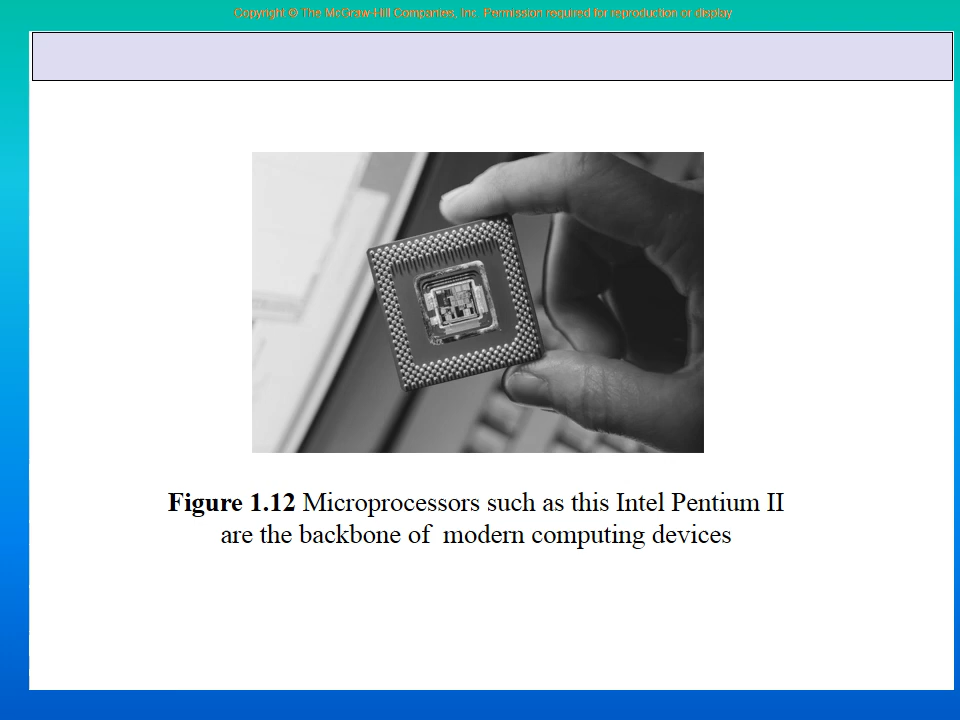 Copyright © The McGraw-Hill Companies, Inc. Permission required for reproduction or display
Figure 1.12 Microprocessors such as this Intel Pentium II
are the backbone of modern computing devices